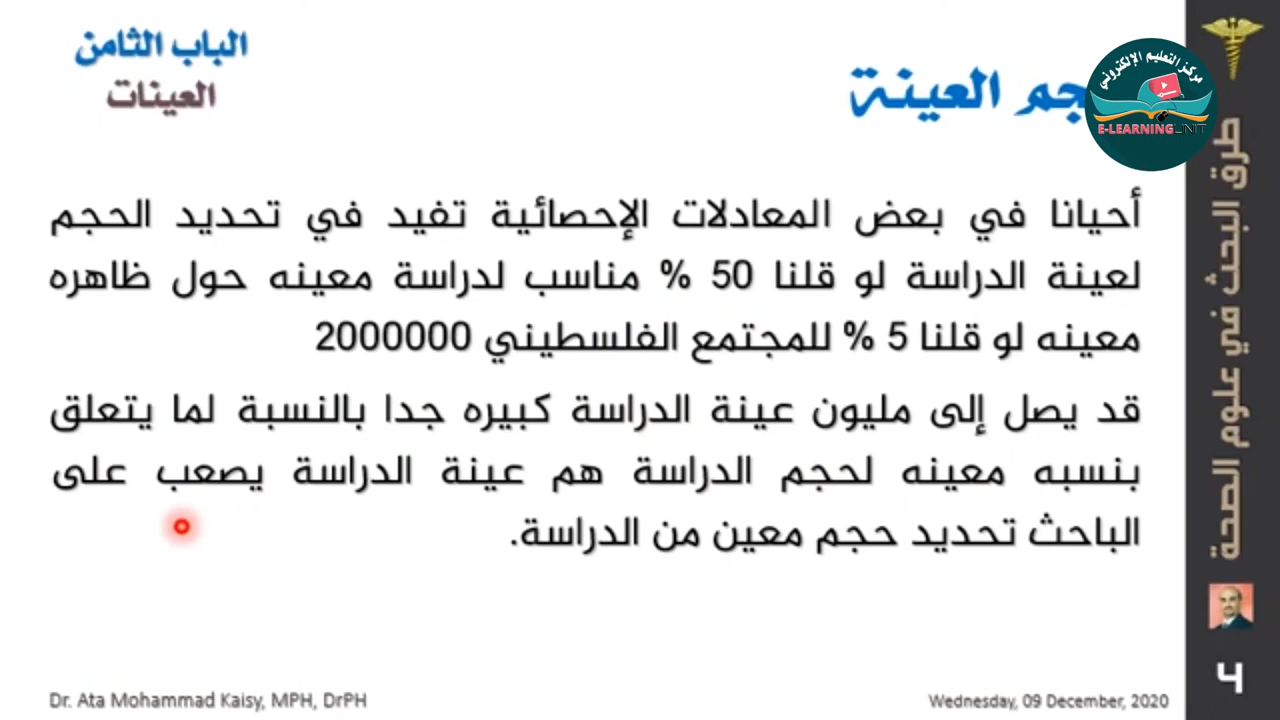 الباب الثامن
العينات
العينة
مركز التعليم الإلكتروني
E-LEARNING UNIT
أحيانا في بعض المعادلات الإحصائية تفيد في تحديد الحجم
لعينة الدراسة لو قلنا 50 % مناسب لدراسة معينه حول ظاهره
معينه لو قلنا 5 % للمجتمع الفلسطيني 2000000
قد يصل إلى مليون عينة الدراسة كبيره جدا بالنسبة لما يتعلق
بنسبه معينه لحجم الدراسة هم عينة الدراسة يصعب على
الباحث تحديد حجم معين من الدراسة.
طرق البحث في علوم الصحة
4
Dr. Ata Mohammad Kaisy, MPH, DrPH
Wednesday, 09 December, 2020